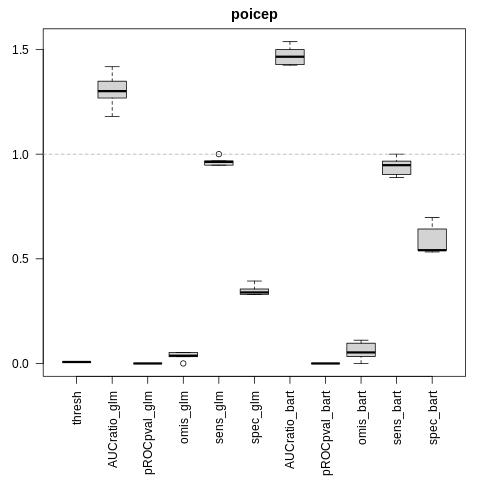 poicep
1.5
1.0
0.5
0.0
thresh
AUCratio_glm
pROCpval_glm
omis_glm
sens_glm
spec_glm
AUCratio_bart
pROCpval_bart
omis_bart
sens_bart
spec_bart